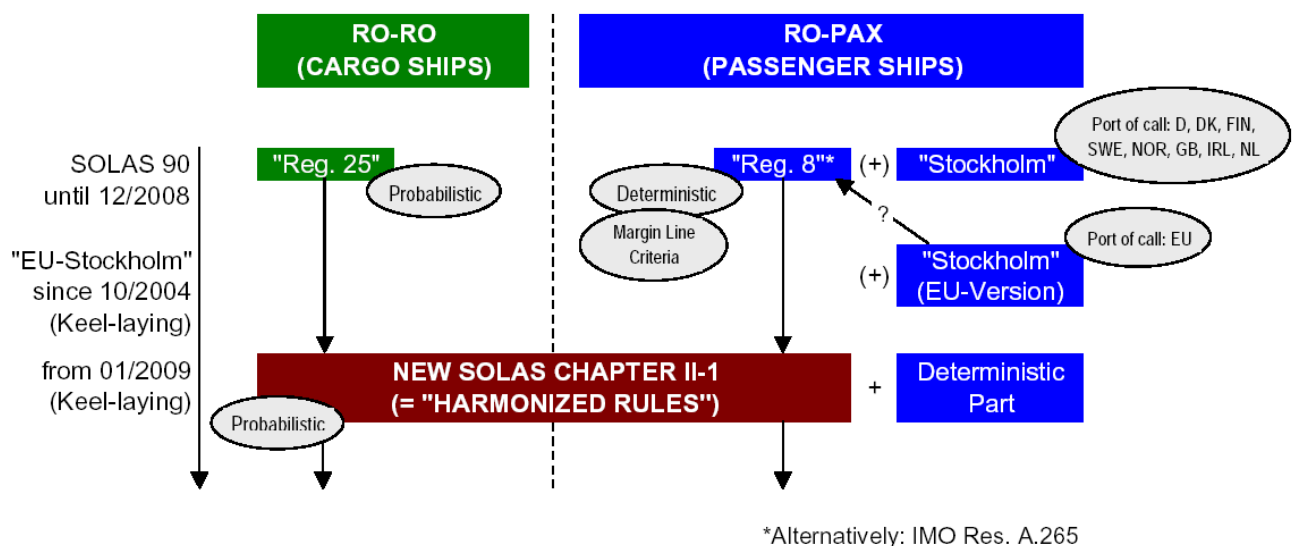 RO-RO
(CARGO SHIPS)
RO-PAX
(PASSENGER SHIPS)
Port of call: D, DK, FIN,
SWE, NOR, GB, IRL, NL
SOLAS 90
until 12/2008
"Reg. 25"
Probabilistic
"Reg. 8"*
(+)
"Stockholm"
Deterministic
Margin Line
Criteria
?
Port of call: EU
"EU-Stockholm"
since 10/2004
(Keel-laying)
(+)
"Stockholm"
(EU-Version)
from 01/2009
(Keel-laying)
NEW SOLAS CHAPTER II-1
(= "HARMONIZED RULES")
+
Deterministic
Part
Probabilistic
*Alternatively: IMO Res. A.265